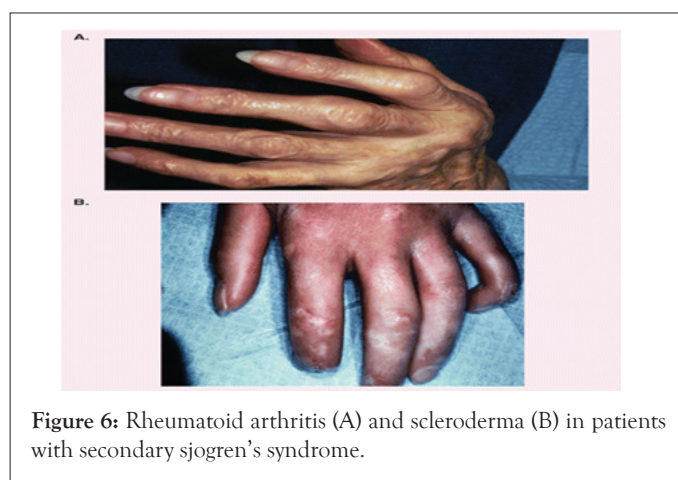 A.
B.
Figure 6: Rheumatoid arthritis (A) and scleroderma (B) in patients
with secondary sjogren's syndrome.